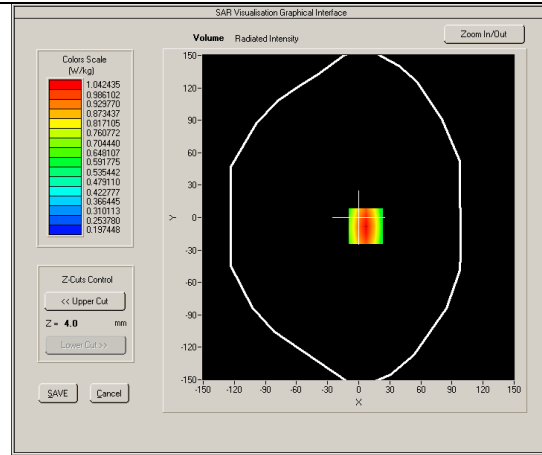 SAR Visualisation Graphical Interface
Volume Radiated Intensity
Zoom In/Out
Colors Scale
(W/kg)
1.042435
0.986102
0.929770
0.873437
0.817105
0.760772
0.704440
0.648107
0.591775
0.535442
0.479110
0.422777
0.366445
0.310113
0.253780
0.197448
Z-Cuts Control
<< Upper Cut
Z = 4.0 mm
Lower Cut >>
SAVE Cancel
150-
120-
90-
60-
30-
0-
-30-
-60-
-90-
-120-
-150-
Y
-150 -120 -90 -60 -30 0 30 60 90 120 150
X